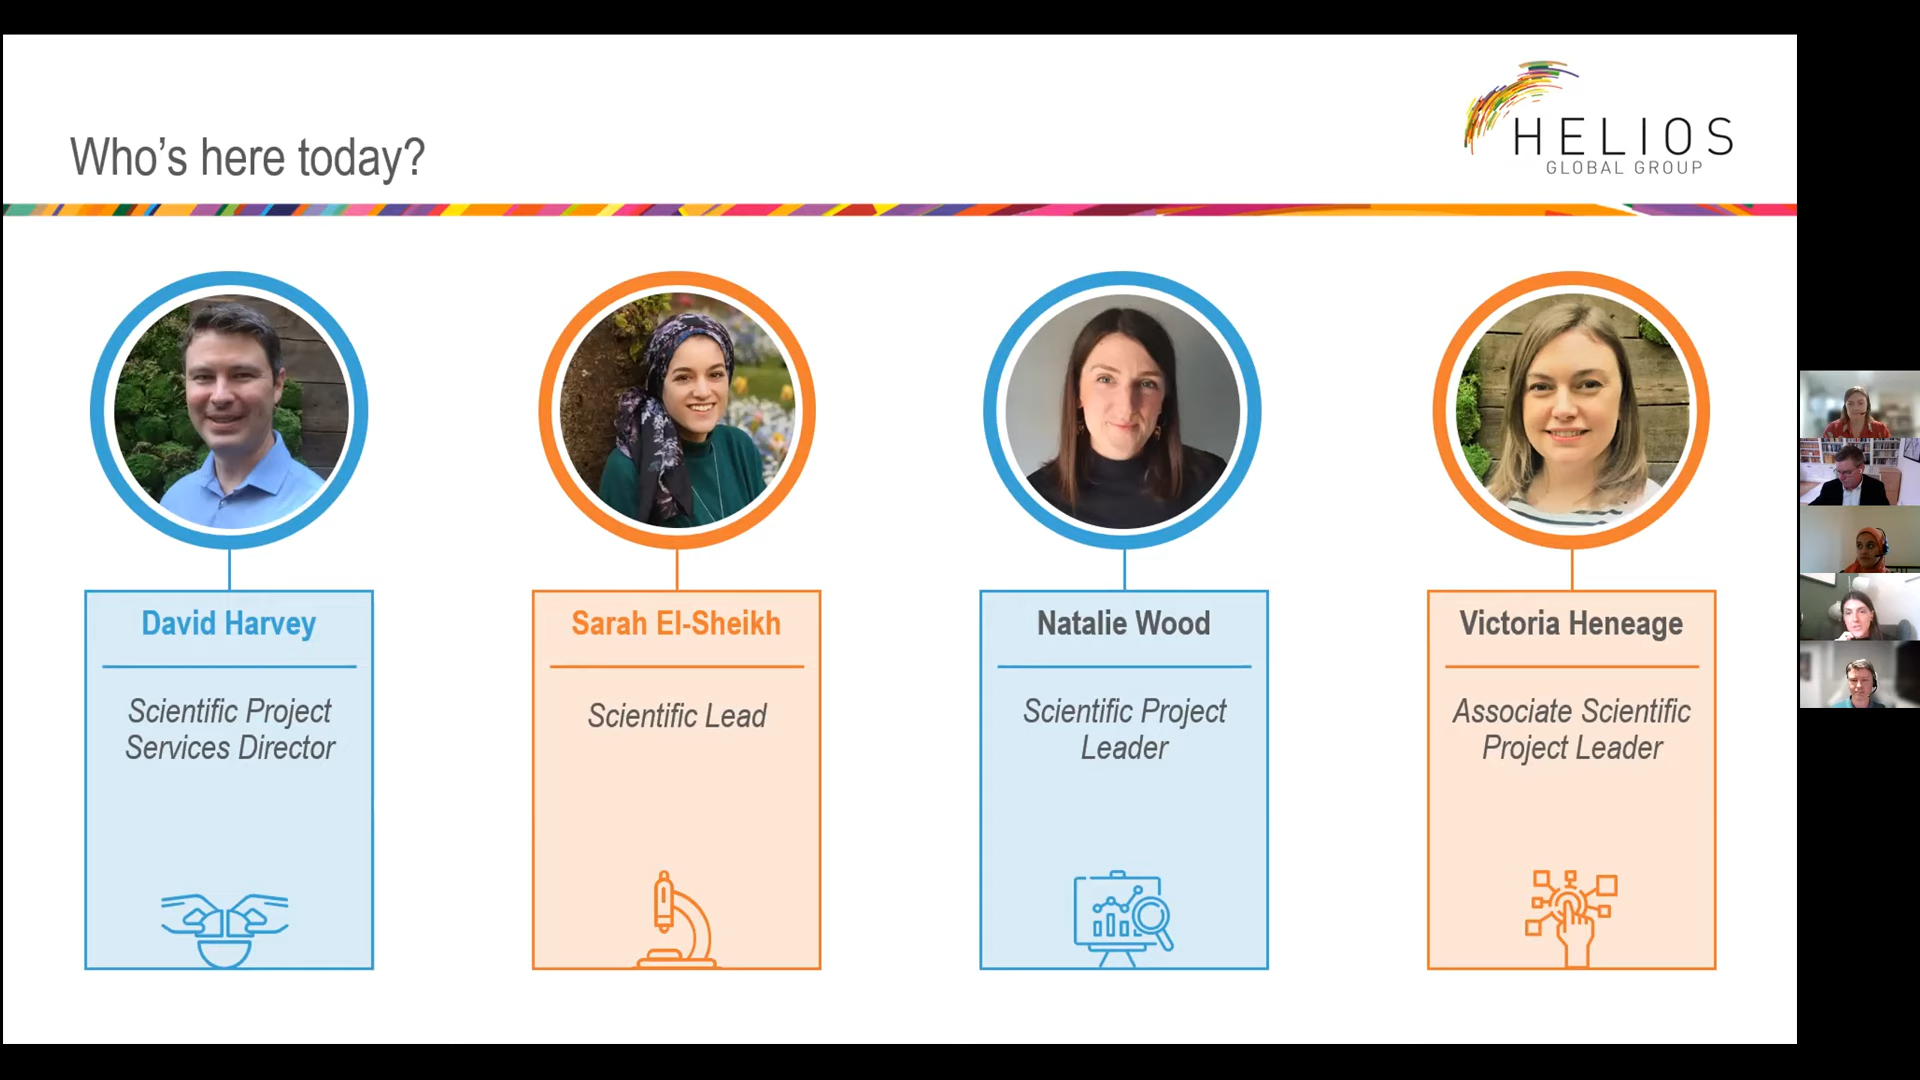 Who's here today?
HELIOS
GLOBAL GROUP
David Harvey
Scientific Project
Services Director
Sarah El-Sheikh
Scientific Lead
Natalie Wood
Scientific Project
Leader
Victoria Heneage
Associate Scientific
Project Leader